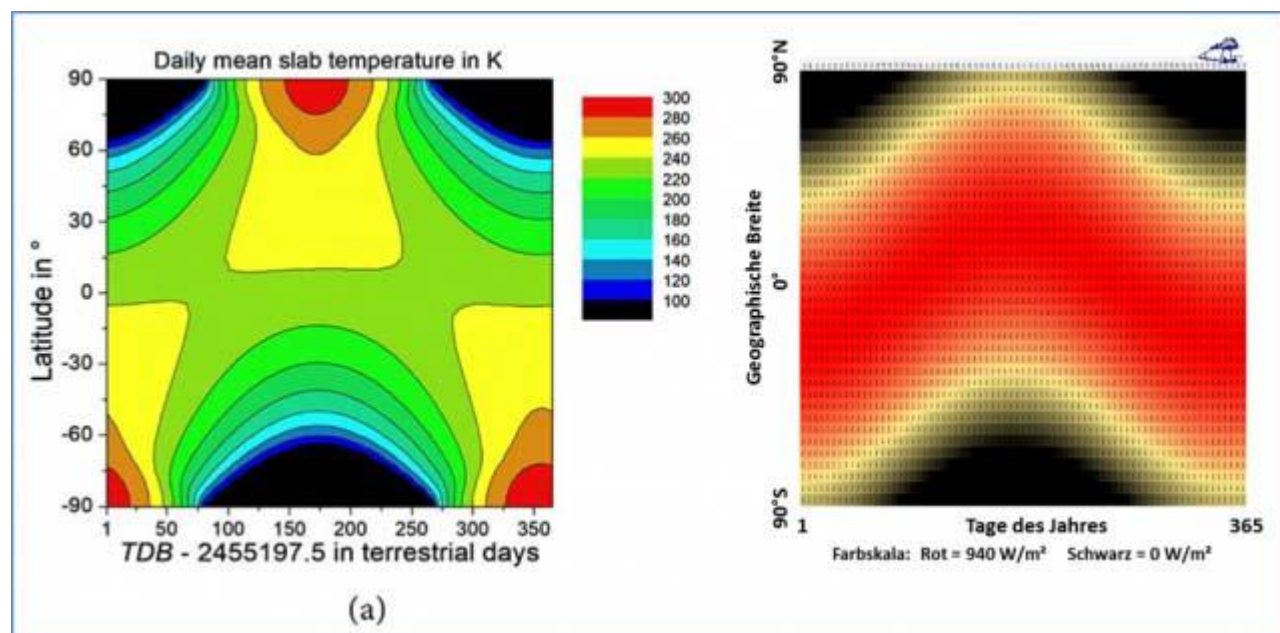 Daily mean slab temperature in K
90
60
30
0
-30
-60
-90
Latitude in °
1 50 100 150 200 250 300 350
TDB - 2455197.5 in terrestrial days
(a)
300
280
260
240
220
200
180
160
140
120
100
90°N
0°
90°S
Geographische Breite
1 Tage des Jahres 365
Farbskala: Rot = 940 W/m² Schwarz = 0 W/m²